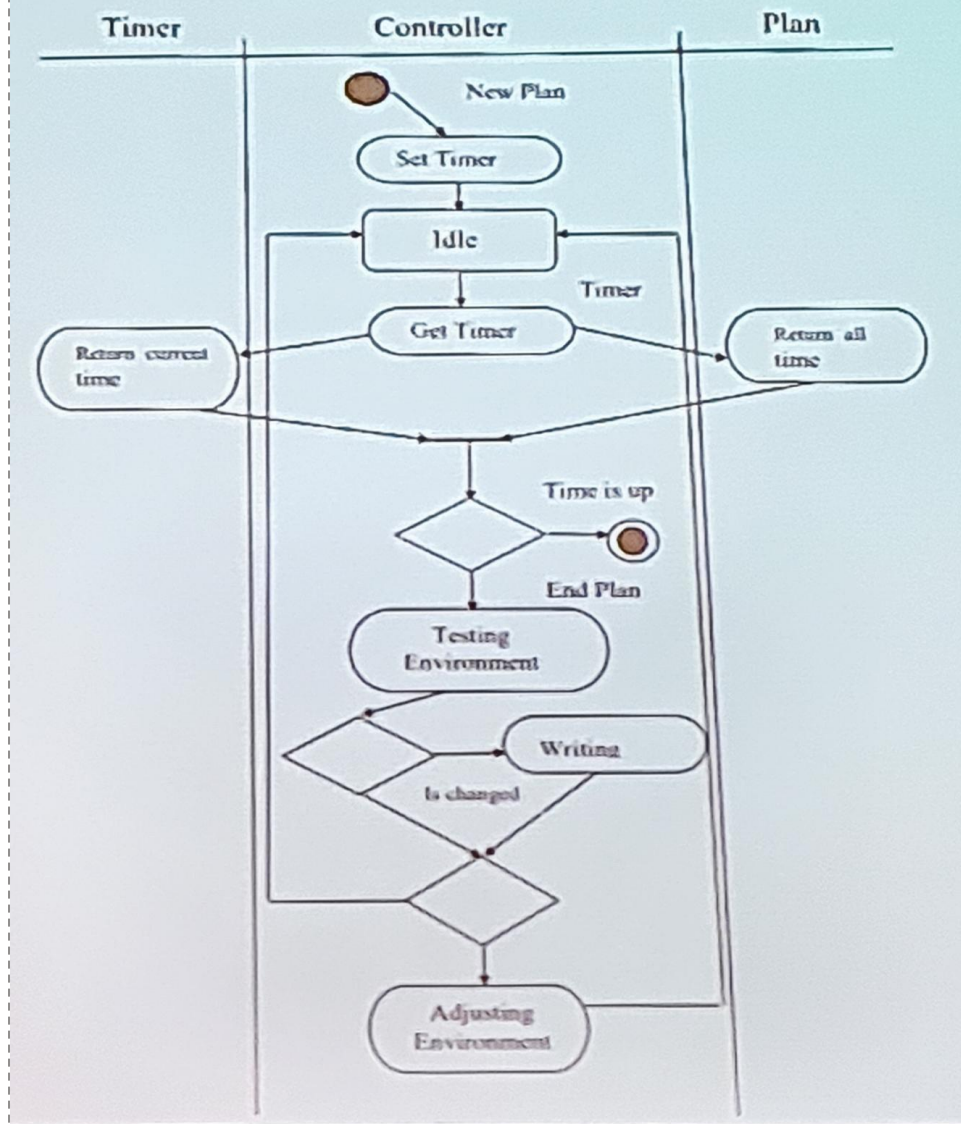 Timer
Controller
Plan
New Plan
Set Timer
Idle
Timer
Get Timer
Return current
time
Return all
time
Time is up
End Plan
Testing
Environment
Writing
Is changed
Adjusting
Environment